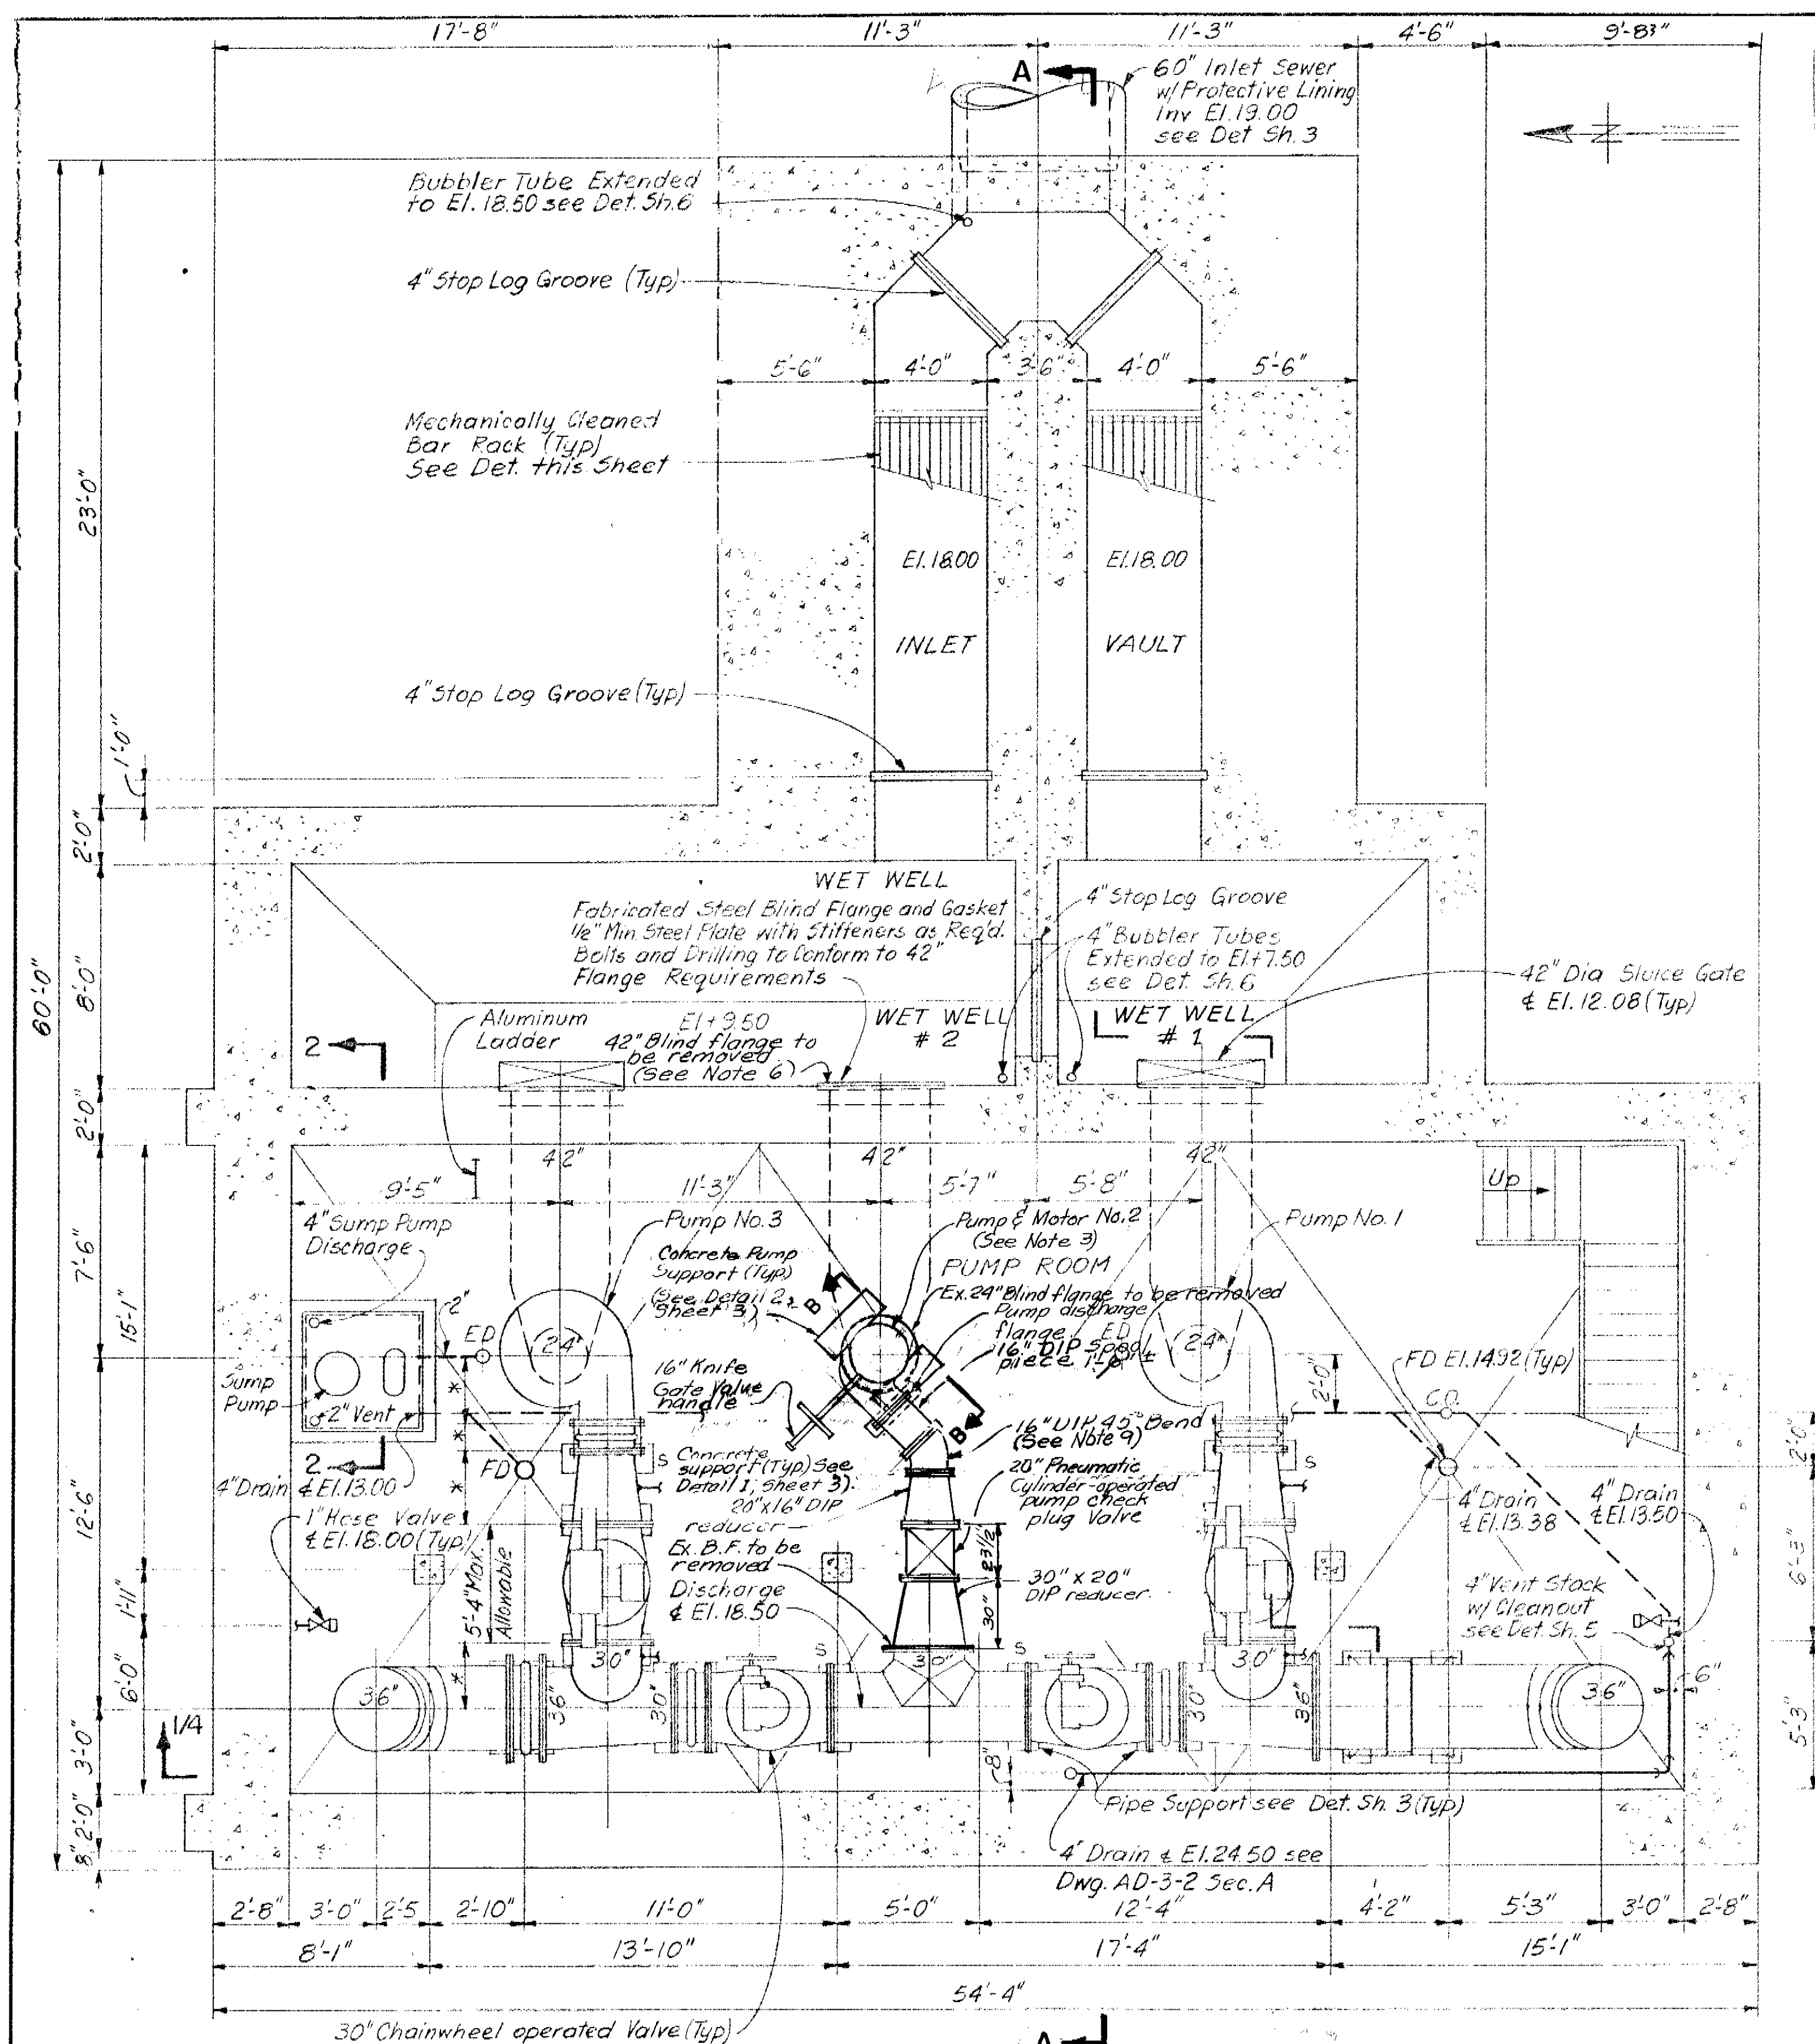 17'-8"
11'-3"
11'-3"
4'-6"
9'-8³"
A
60" Inlet Sewer
w/ Protective Lining
Inv El. 19.00
see Det Sh. 3
N
Bubbler Tube Extended
to El. 18.50 see Det. Sh. 6
4" Stop Log Groove (Typ)
5'-6"
4'-0"
3'-6"
4'-0"
5'-6"
Mechanically Cleaned
Bar Rack (Typ)
See Det. this Sheet
23'-0"
El. 18.00
El. 18.00
INLET
VAULT
4" Stop Log Groove (Typ)
1'-0"
2'-0"
60'-0"
8'-0"
WET WELL
Fabricated Steel Blind Flange and Gasket
1/2" Min. Steel Plate with Stiffeners as Req'd.
Bolts and Drilling to Conform to 42"
Flange Requirements
4" Stop Log Groove
4" Bubbler Tubes
Extended to El. +7.50
see Det. Sh. 6
42" Dia Sluice Gate
℄ El. 12.08 (Typ)
Aluminum
Ladder
El + 9.50
42" Blind flange to
be removed
(See Note 6)
WET WELL
# 2
WET WELL
# 1
2
2'-0"
42"
42"
42"
9'-5"
11'-3"
5'-7"
5'-8"
Up
4" Sump Pump
Discharge
Pump No. 3
Pump & Motor No. 2
(See Note 3)
Pump No. 1
7'-6"
15'-1"
Concrete Pump
Support (Typ)
(See Detail 2,
Sheet 3)
B
PUMP ROOM
Ex. 24" Blind flange to be removed
Pump discharge
flange
ED
16" DIP Spool
piece
2"
ED
24"
24"
FD El. 14.92 (Typ)
2'-0"
C.O.
Sump
Pump
2" Vent
16" Knife
Gate Valve
handle
B
16" DIP 45° Bend
(See Note 9)
2
FD
S
Concrete
support (Typ) See
Detail 1, Sheet 3)
S
20" Pneumatic
Cylinder-operated
pump check
plug Valve
4" Drain ℄ El. 13.00
1" Hose Valve
℄ El. 18.00 (Typ)
20" x 16" DIP
reducer
4" Drain
℄ El. 13.38
4" Drain
℄ El. 13.50
2'-0"
12'-6"
6'-3"
1'-11"
5'-4" Max.
Allowable
Ex. B.F. to be
removed
Discharge
℄ El. 18.50
23 1/2"
30"
30" x 20"
DIP reducer.
4" Vent Stack
w/ Cleanout
see Det. Sh. 5
6'-0"
30"
S
30"
S
30"
36"
36"
30"
30"
36"
36"
6"
5'-3"
1/4
3'-0"
8"
2'-0"
8"
Pipe Support see Det. Sh. 3 (Typ)
4" Drain ℄ El. 24.50 see
Dwg. AD-3-2 Sec. A
2'-8"
3'-0"
2'-5
2'-10"
11'-0"
5'-0"
12'-4"
4'-2"
5'-3"
3'-0"
2'-8"
8'-1"
13'-10"
17'-4"
15'-1"
54'-4"
30" Chainwheel operated Valve (Typ)
A